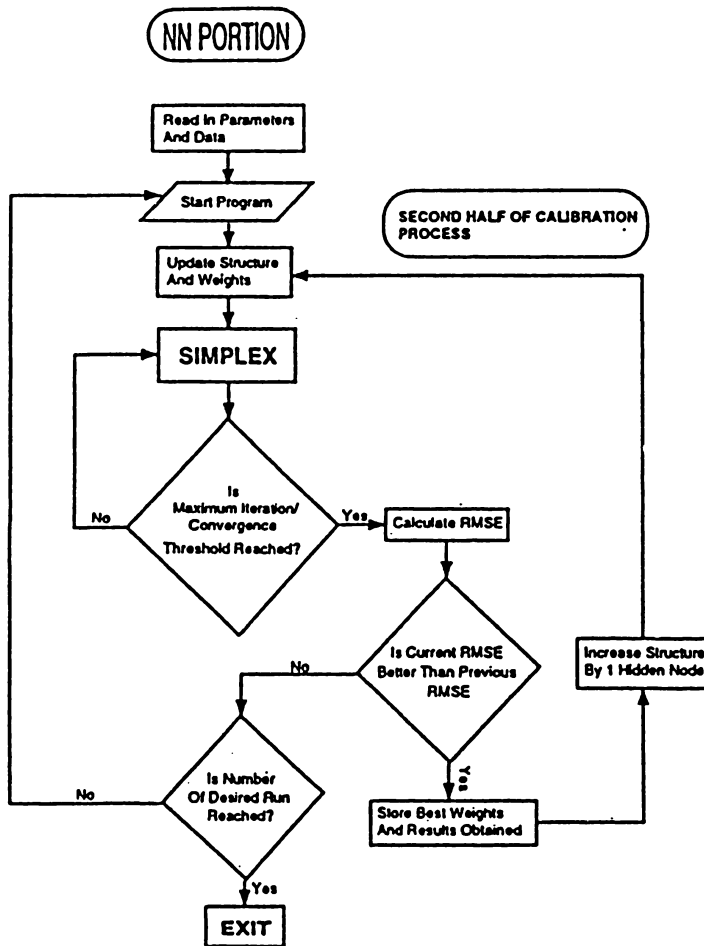 NN PORTION
Read In Parameters
And Data
Start Program
SECOND HALF OF CALIBRATION
PROCESS
Update Structure
And Weights
SIMPLEX
Is
Maximum Iteration/
Convergence
Threshold Reached?
No
Yes
Calculate RMSE
Is Current RMSE
Better Than Previous
RMSE
No
Yes
Increase Structure
By 1 Hidden Node
Store Best Weights
And Results Obtained
Is Number
Of Desired Run
Reached?
No
Yes
EXIT